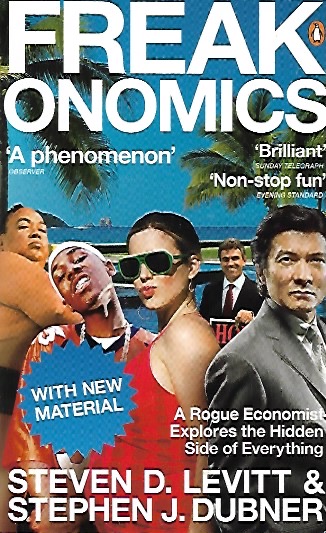 FREAK
ONOMICS
'A phenomenon'
OBSERVER
'Brilliant'
SUNDAY TELEGRAPH
'Non-stop fun'
EVENING STANDARD
WITH NEW
MATERIAL
A Rogue Economist
Explores the Hidden
Side of Everything
STEVEN D. LEVITT &
STEPHEN J. DUBNER